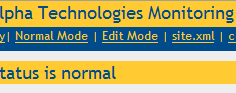 lpha Technologies Monitoring
y| Normal Mode | Edit Mode | site.xml | c
tatus is normal